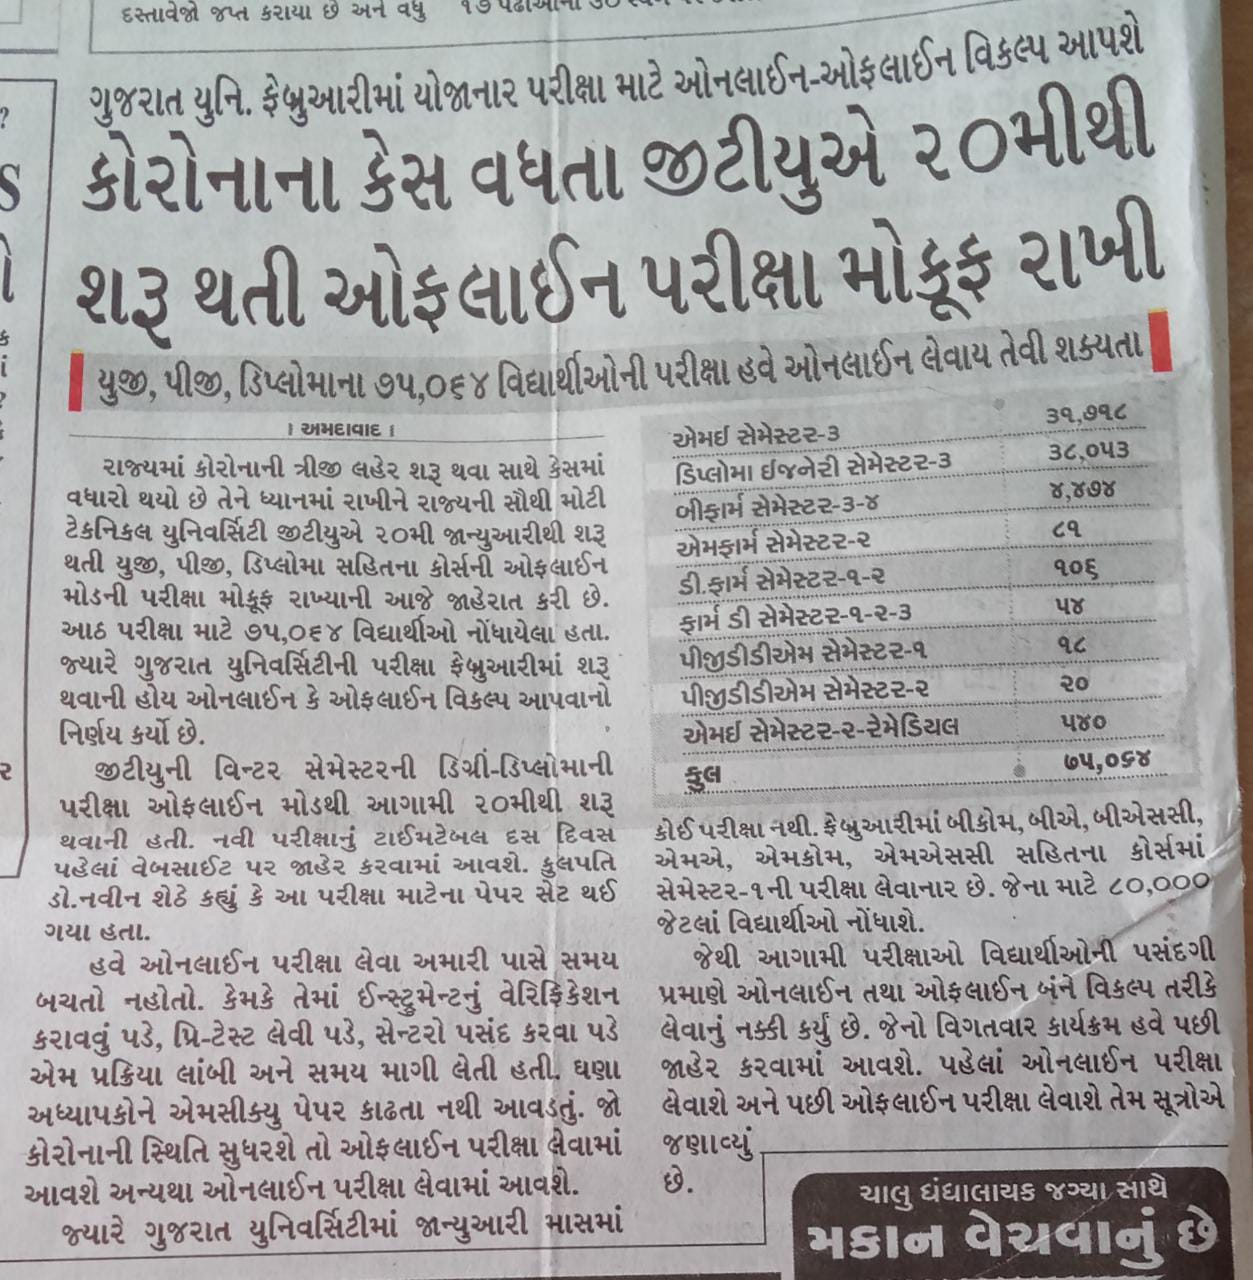 દસ્તાવેજો જપ્ત કરાયા છે અને વધુ
ગુજરાત યુનિ. ફેબ્રુઆરીમાં યોજાનાર પરીક્ષા માટે ઓનલાઈન-ઓફલાઈન વિકલ્પ આપશે
કોરોનાના કેસ વધતા જીટીયુએ ૨૦મીથી
શરૂ થતી ઓફલાઈન પરીક્ષા મોકૂફ રાખી
યુજી, પીજી, ડિપ્લોમાના ૭૫,૦૬૪ વિદ્યાર્થીઓની પરીક્ષા હવે ઓનલાઈન લેવાય તેવી શક્યતા
। અમદાવાદ ।
રાજ્યમાં કોરોનાની ત્રીજી લહેર શરૂ થવા સાથે કેસમાં
વધારો થયો છે તેને ધ્યાનમાં રાખીને રાજ્યની સૌથી મોટી
ટેકનિકલ યુનિવર્સિટી જીટીયુએ ૨૦મી જાન્યુઆરીથી શરૂ
થતી યુજી, પીજી, ડિપ્લોમા સહિતના કોર્સની ઓફલાઈન
મોડની પરીક્ષા મોકૂફ રાખ્યાની આજે જાહેરાત કરી છે.
આઠ પરીક્ષા માટે ૭૫,૦૬૪ વિદ્યાર્થીઓ નોંધાયેલા હતા.
જ્યારે ગુજરાત યુનિવર્સિટીની પરીક્ષા ફેબ્રુઆરીમાં શરૂ
થવાની હોય ઓનલાઈન કે ઓફલાઈન વિકલ્પ આપવાનો
નિર્ણય કર્યો છે.
જીટીયુની વિન્ટર સેમેસ્ટરની ડિગ્રી-ડિપ્લોમાની
પરીક્ષા ઓફલાઈન મોડથી આગામી ૨૦મીથી શરૂ
થવાની હતી. નવી પરીક્ષાનું ટાઈમટેબલ દસ દિવસ
પહેલાં વેબસાઈટ પર જાહેર કરવામાં આવશે. કુલપતિ
ડો.નવીન શેઠે કહ્યું કે આ પરીક્ષા માટેના પેપર સેટ થઈ
ગયા હતા.
હવે ઓનલાઈન પરીક્ષા લેવા અમારી પાસે સમય
બચતો નહોતો. કેમકે તેમાં ઈન્સ્ટ્રુમેન્ટનું વેરિફિકેશન
કરાવવું પડે, પ્રિ-ટેસ્ટ લેવી પડે, સેન્ટરો પસંદ કરવા પડે
એમ પ્રક્રિયા લાંબી અને સમય માગી લેતી હતી. ઘણા
અધ્યાપકોને એમસીક્યુ પેપર કાઢતા નથી આવડતું. જો
કોરોનાની સ્થિતિ સુધરશે તો ઓફલાઈન પરીક્ષા લેવામાં
આવશે અન્યથા ઓનલાઈન પરીક્ષા લેવામાં આવશે.
જ્યારે ગુજરાત યુનિવર્સિટીમાં જાન્યુઆરી માસમાં
એમઈ સેમેસ્ટર-૩ ૩૧,૭૧૮
ડિપ્લોમા ઈજનેરી સેમેસ્ટર-૩ ૩૮,૦૫૩
બીફાર્મ સેમેસ્ટર-૩-૪ ૪,૪૭૪
એમફાર્મ સેમેસ્ટર-૨ ૮૧
ડી.ફાર્મ સેમેસ્ટર-૧-૨ ૧૦૬
ફાર્મ ડી સેમેસ્ટર-૧-૨-૩ ૫૪
પીજીડીડીએમ સેમેસ્ટર-૧ ૧૮
પીજીડીડીએમ સેમેસ્ટર-૨ ૨૦
એમઈ સેમેસ્ટર-૨-રેમેડિયલ ૫૪૦
કુલ ૭૫,૦૬૪
કોઈ પરીક્ષા નથી. ફેબ્રુઆરીમાં બીકોમ, બીએ, બીએસસી,
એમએ, એમકોમ, એમએસસી સહિતના કોર્સમાં
સેમેસ્ટર-૧ની પરીક્ષા લેવાનાર છે. જેના માટે ૮૦,૦૦૦
જેટલાં વિદ્યાર્થીઓ નોંધાશે.
જેથી આગામી પરીક્ષાઓ વિદ્યાર્થીઓની પસંદગી
પ્રમાણે ઓનલાઈન તથા ઓફલાઈન બંને વિકલ્પ તરીકે
લેવાનું નક્કી કર્યું છે. જેનો વિગતવાર કાર્યક્રમ હવે પછી
જાહેર કરવામાં આવશે. પહેલાં ઓનલાઈન પરીક્ષા
લેવાશે અને પછી ઓફલાઈન પરીક્ષા લેવાશે તેમ સૂત્રોએ
જણાવ્યું
છે.
ચાલુ ધંધાલાયક જગ્યા સાથે
મકાન વેચવાનું છે